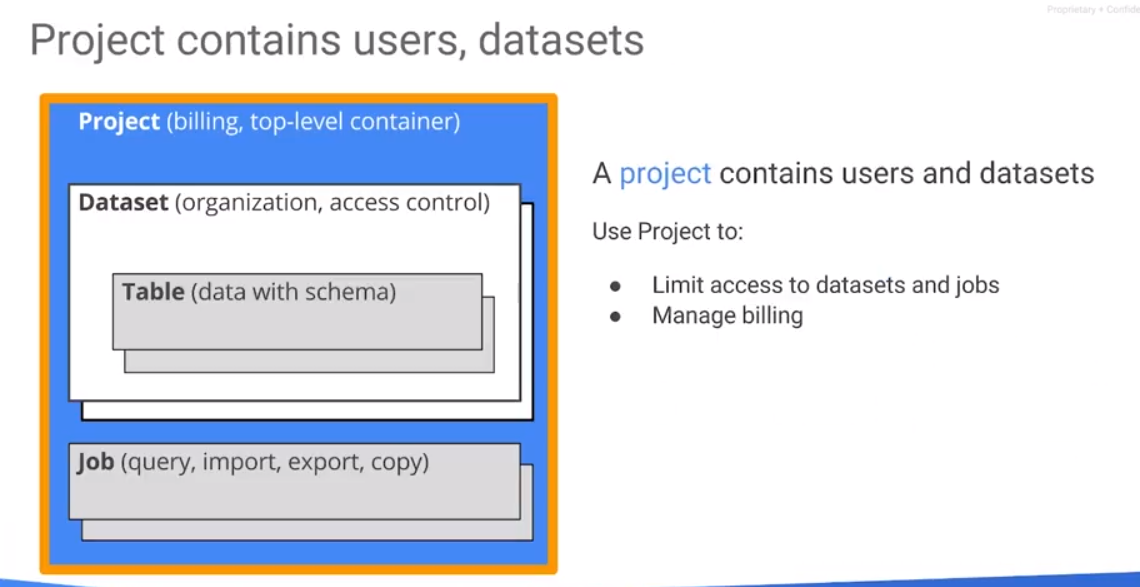 Proprietary + Confide
Project contains users, datasets
Project (billing, top-level container)
Dataset (organization, access control)
Table (data with schema)
Job (query, import, export, copy)
A project contains users and datasets
Use Project to:
● Limit access to datasets and jobs
● Manage billing